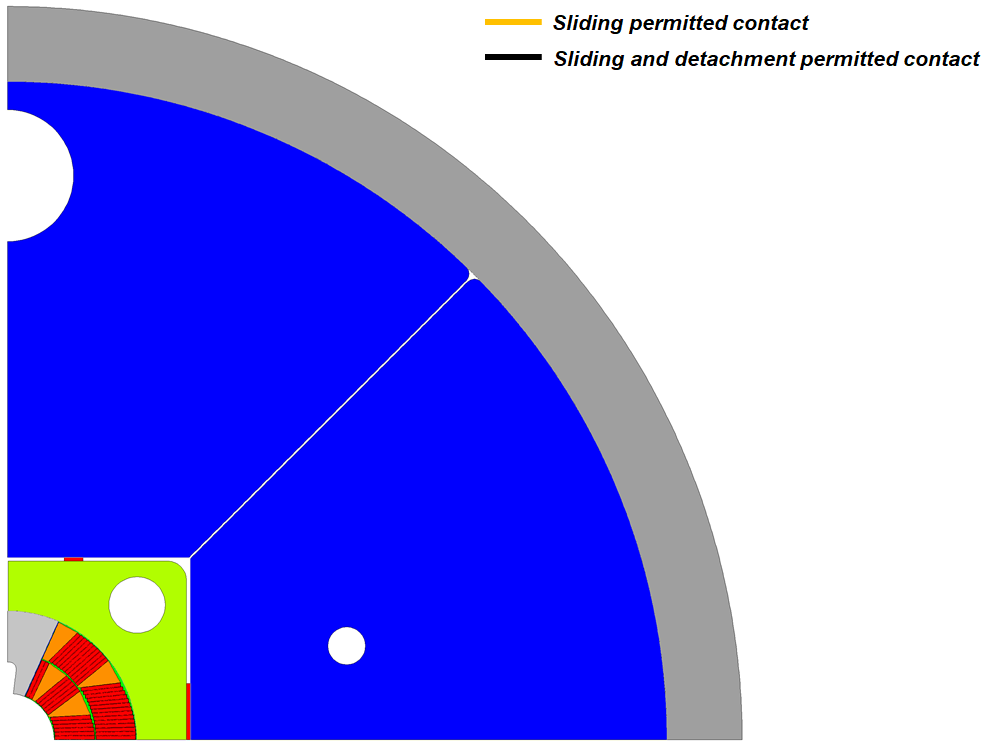 Sliding permitted contact
Sliding and detachment permitted contact